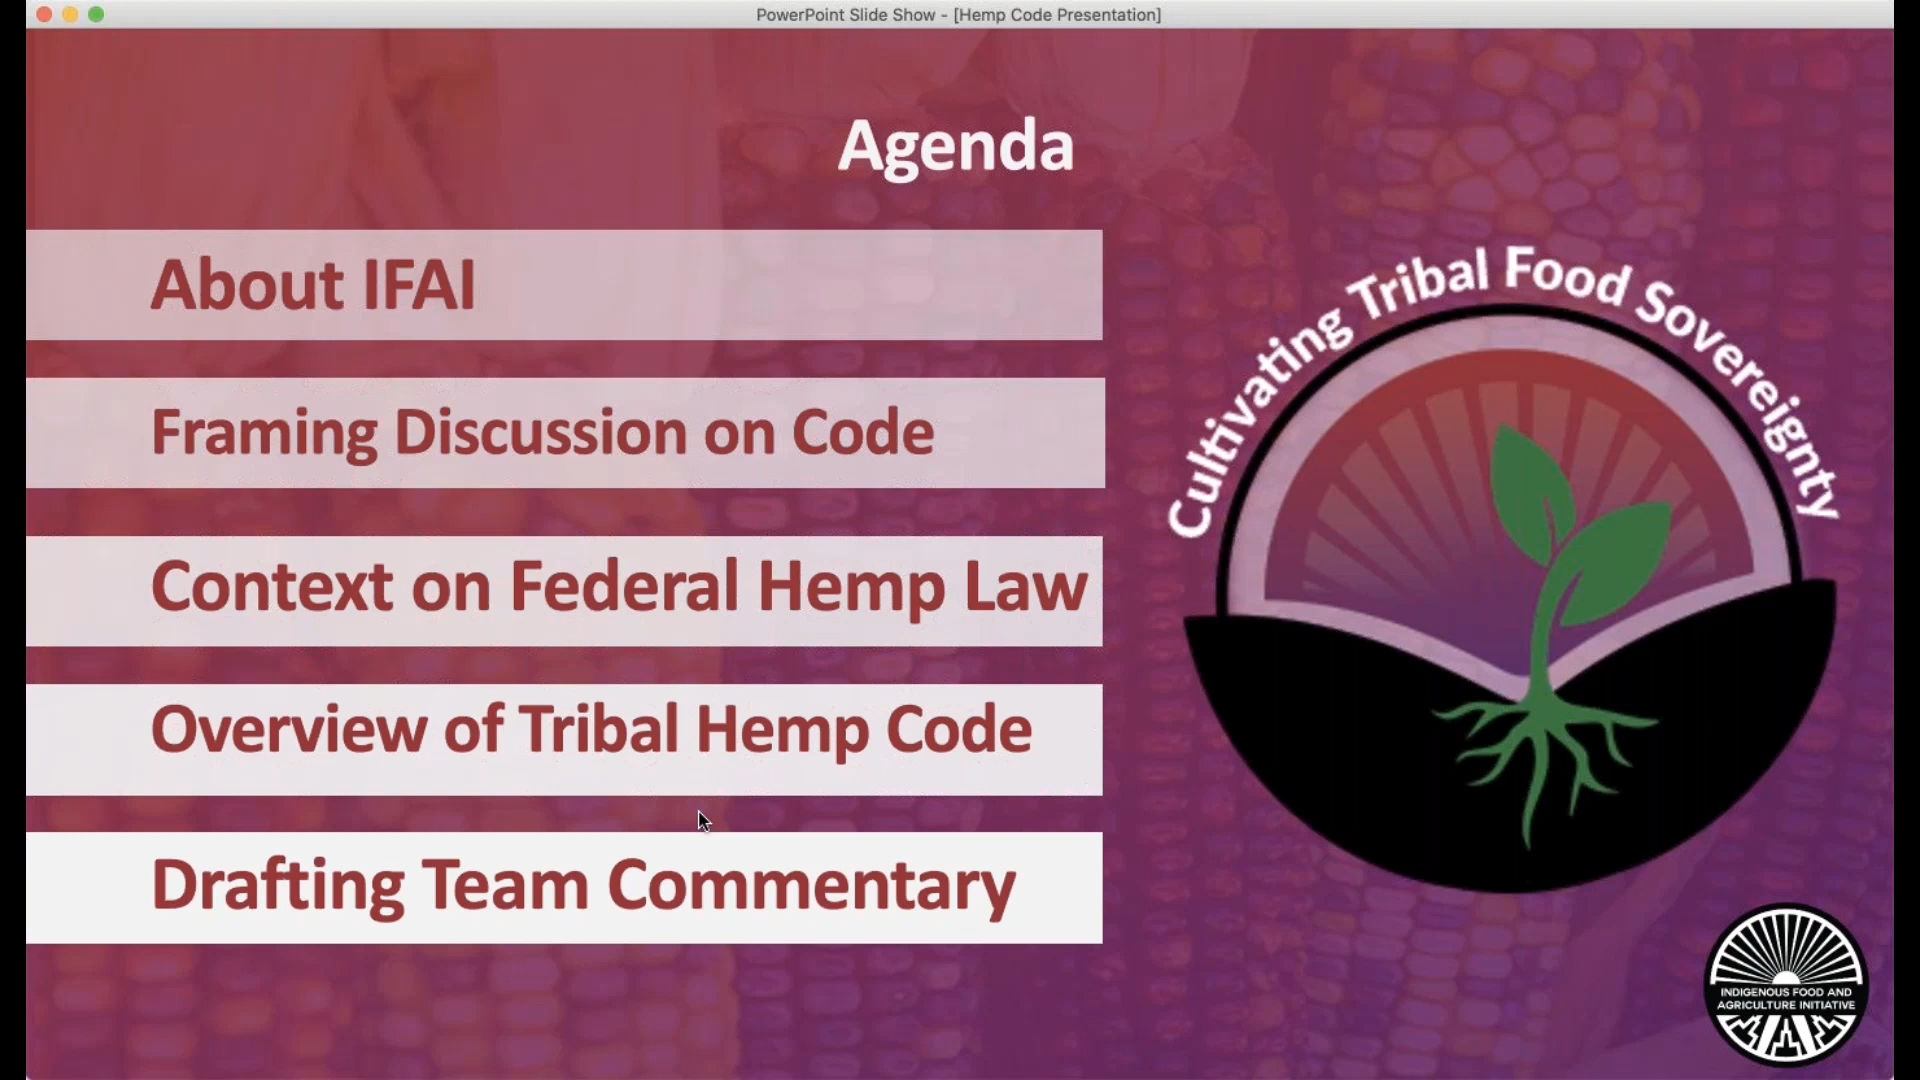 PowerPoint Slide Show - [Hemp Code Presentation]
Agenda
About IFAI
Framing Discussion on Code
Context on Federal Hemp Law
Overview of Tribal Hemp Code
Drafting Team Commentary
Cultivating Tribal Food Sovereignty
INDIGENOUS FOOD AND
AGRICULTURE INITIATIVE